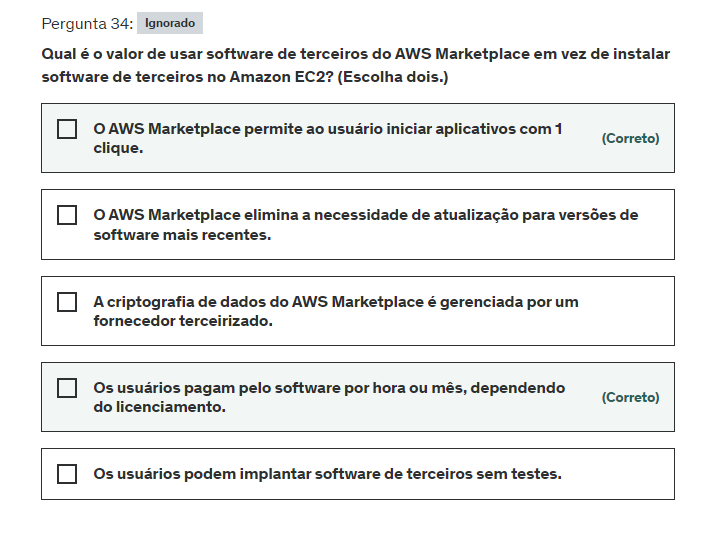 Pergunta 34: Ignorado
Qual é o valor de usar software de terceiros do AWS Marketplace em vez de instalar
software de terceiros no Amazon EC2? (Escolha dois.)
O AWS Marketplace permite ao usuário iniciar aplicativos com 1
clique.
(Correto)
O AWS Marketplace elimina a necessidade de atualização para versões de
software mais recentes.
A criptografia de dados do AWS Marketplace é gerenciada por um
fornecedor terceirizado.
Os usuários pagam pelo software por hora ou mês, dependendo
do licenciamento.
(Correto)
Os usuários podem implantar software de terceiros sem testes.